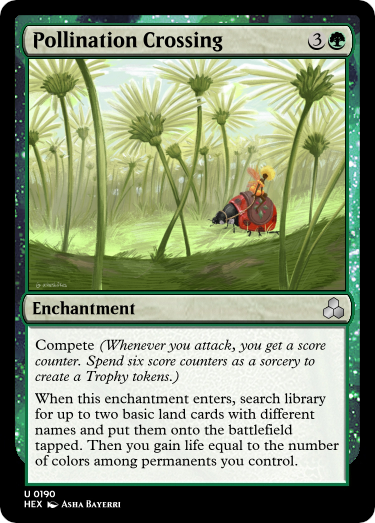 Pollination Crossing 3
Enchantment
Compete (Whenever you attack, you get a score
counter. Spend six score counters as a sorcery to
create a Trophy tokens.)
When this enchantment enters, search library
for up to two basic land cards with different
names and put them onto the battlefield
tapped. Then you gain life equal to the number
of colors among permanents you control.
U 0190
HEX Asha Bayerri